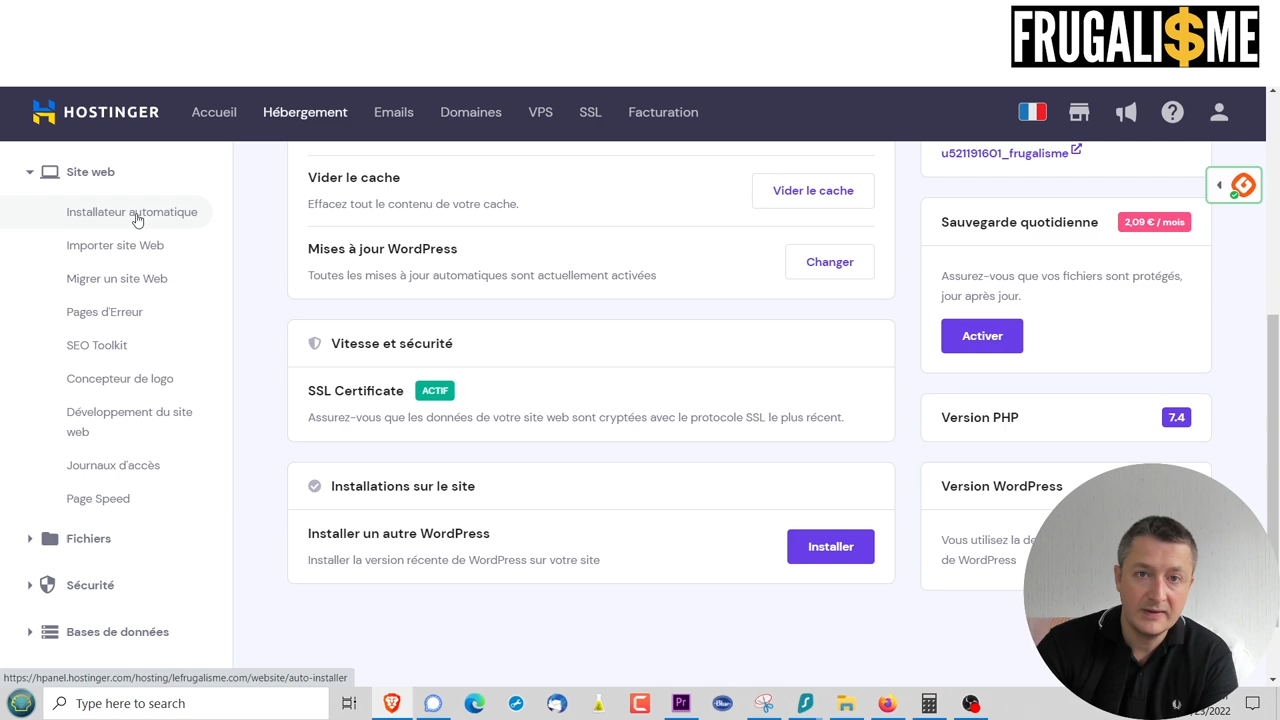 FRUGALI$ME
HOSTINGER
Accueil
Hébergement
Emails
Domaines
VPS
SSL
Facturation
Site web
Installateur automatique
Importer site Web
Migrer un site Web
Pages d'Erreur
SEO Toolkit
Concepteur de logo
Développement du site
web
Journaux d'accès
Page Speed
Fichiers
Sécurité
Bases de données
Vider le cache
Effacez tout le contenu de votre cache.
Vider le cache
Mises à jour WordPress
Toutes les mises à jour automatiques sont actuellement activées
Changer
Vitesse et sécurité
SSL Certificate ACTIF
Assurez-vous que les données de votre site web sont cryptées avec le protocole SSL le plus récent.
Installations sur le site
Installer un autre WordPress
Installer la version récente de WordPress sur votre site
Installer
u521191601_frugalisme
Sauvegarde quotidienne 2,09 € / mois
Assurez-vous que vos fichiers sont protégés,
jour après jour.
Activer
Version PHP 7.4
Version WordPress
Vous utilisez la
de WordPress
https://hpanel.hostinger.com/hosting/lefrugalisme.com/website/auto-installer
Type here to search
/2022